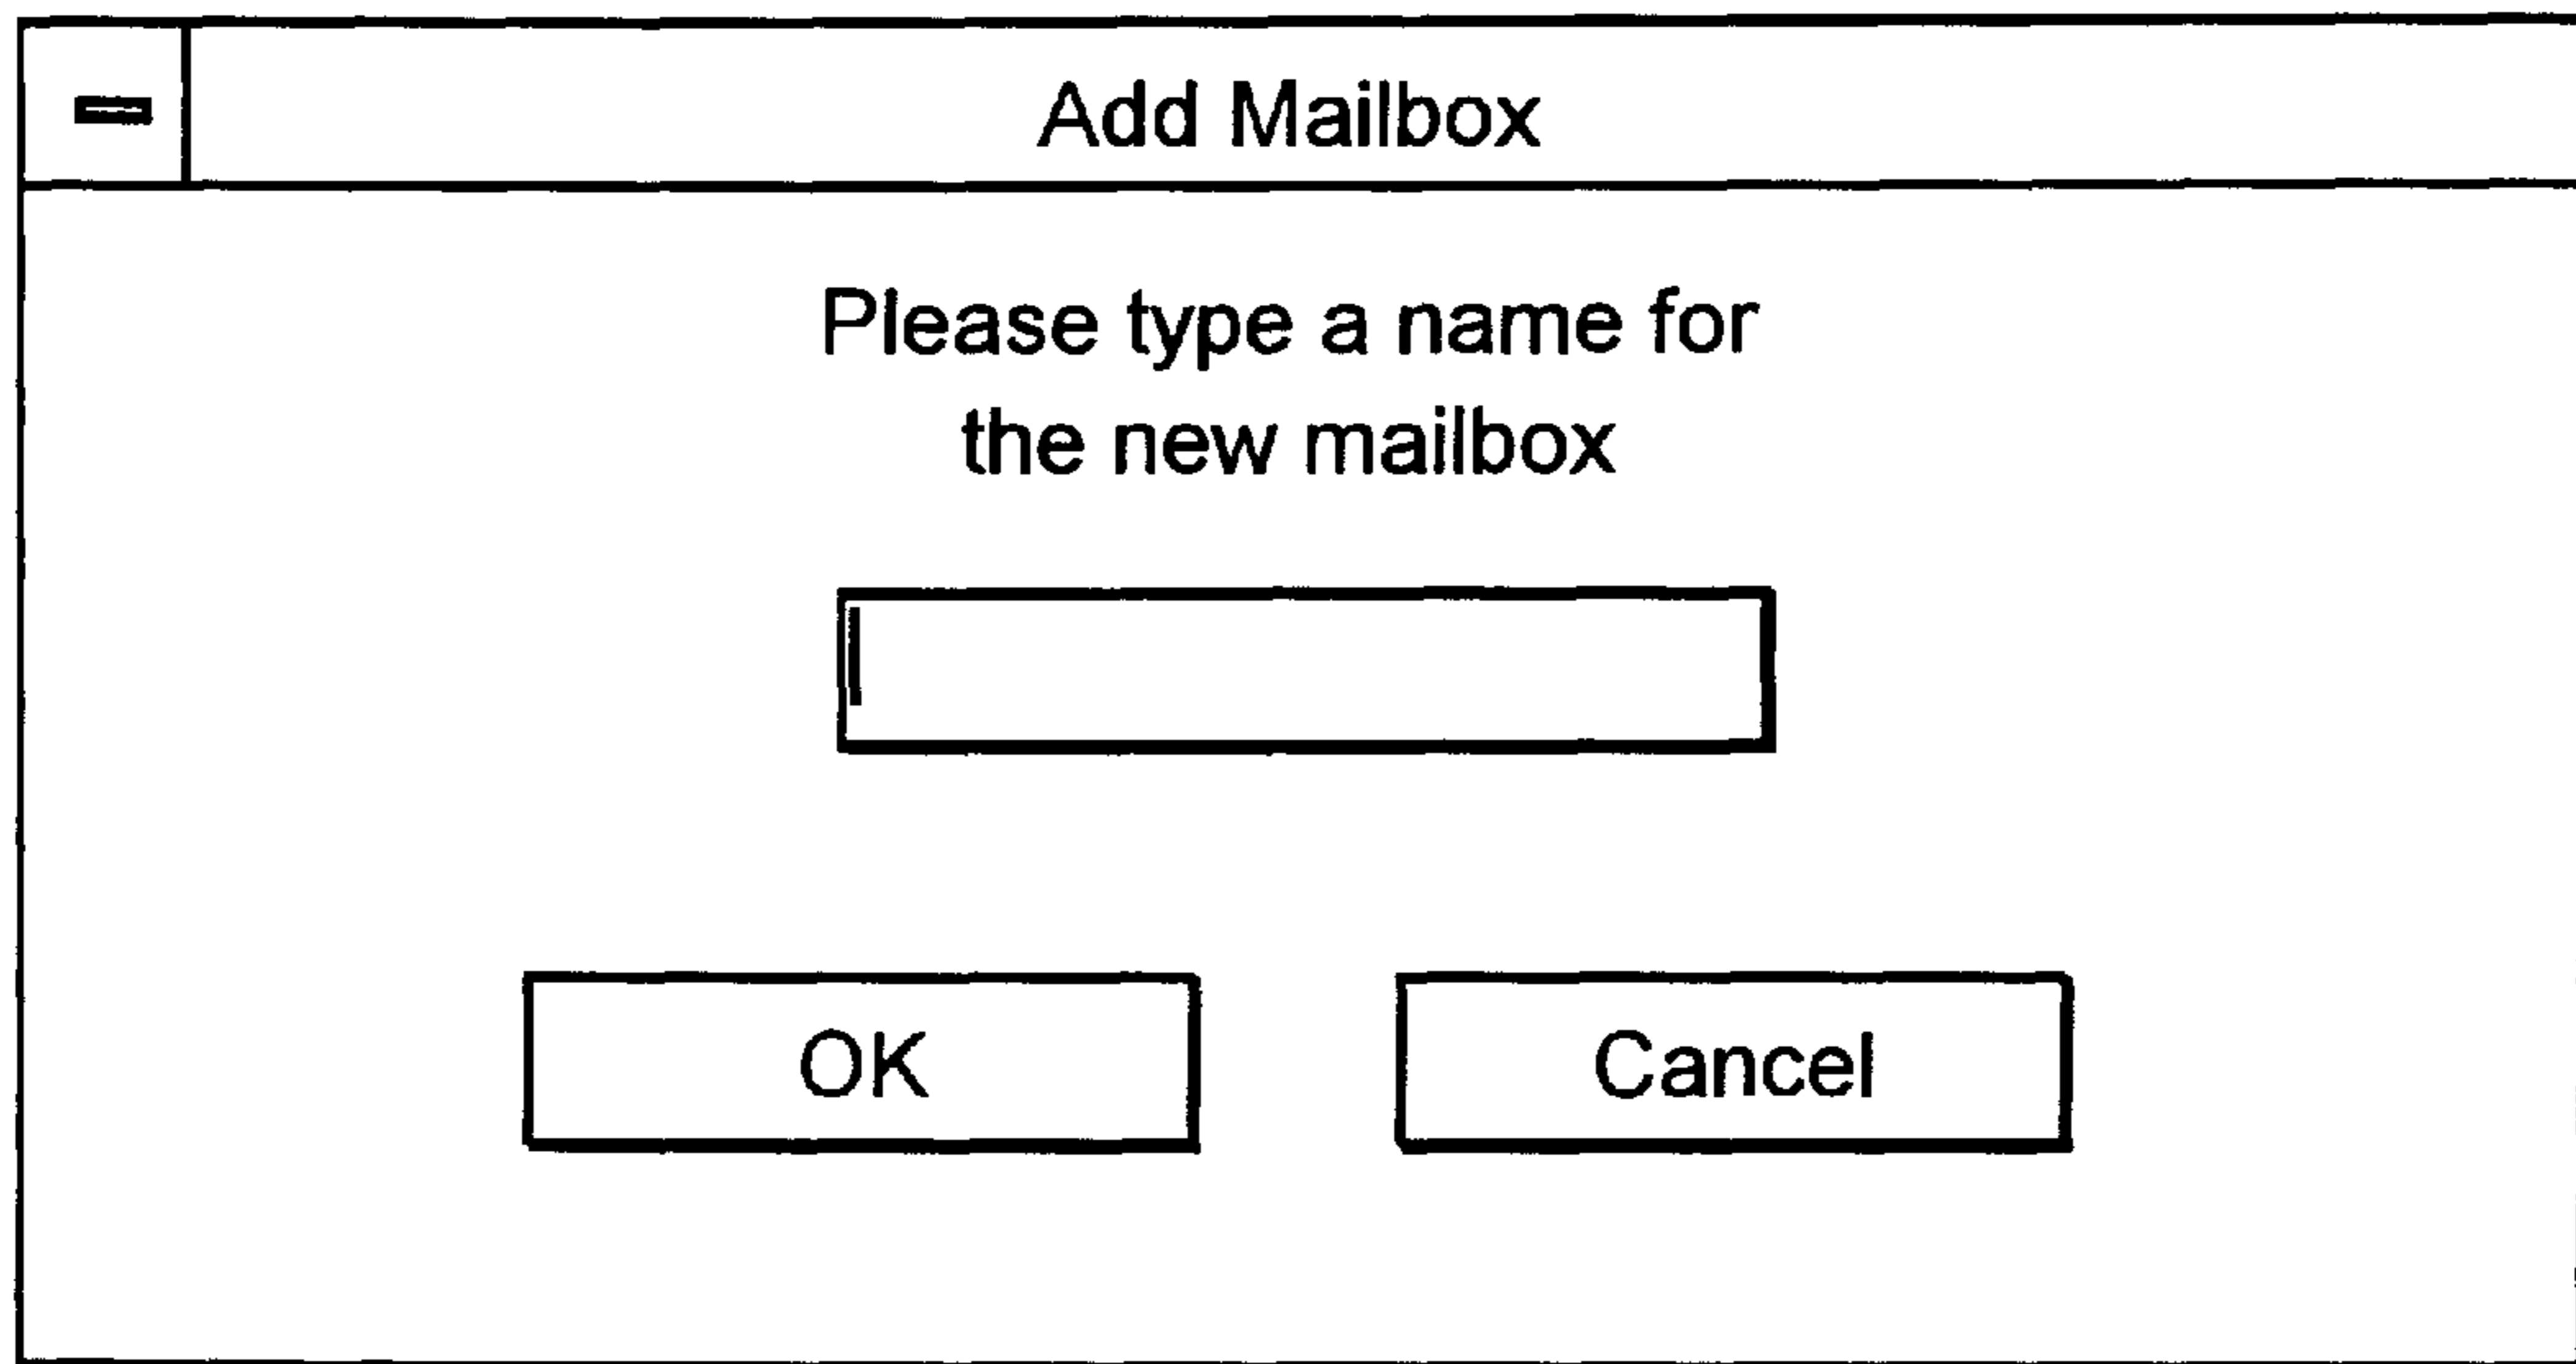 Add Mailbox
Please type a name for
the new mailbox
OK
Cancel